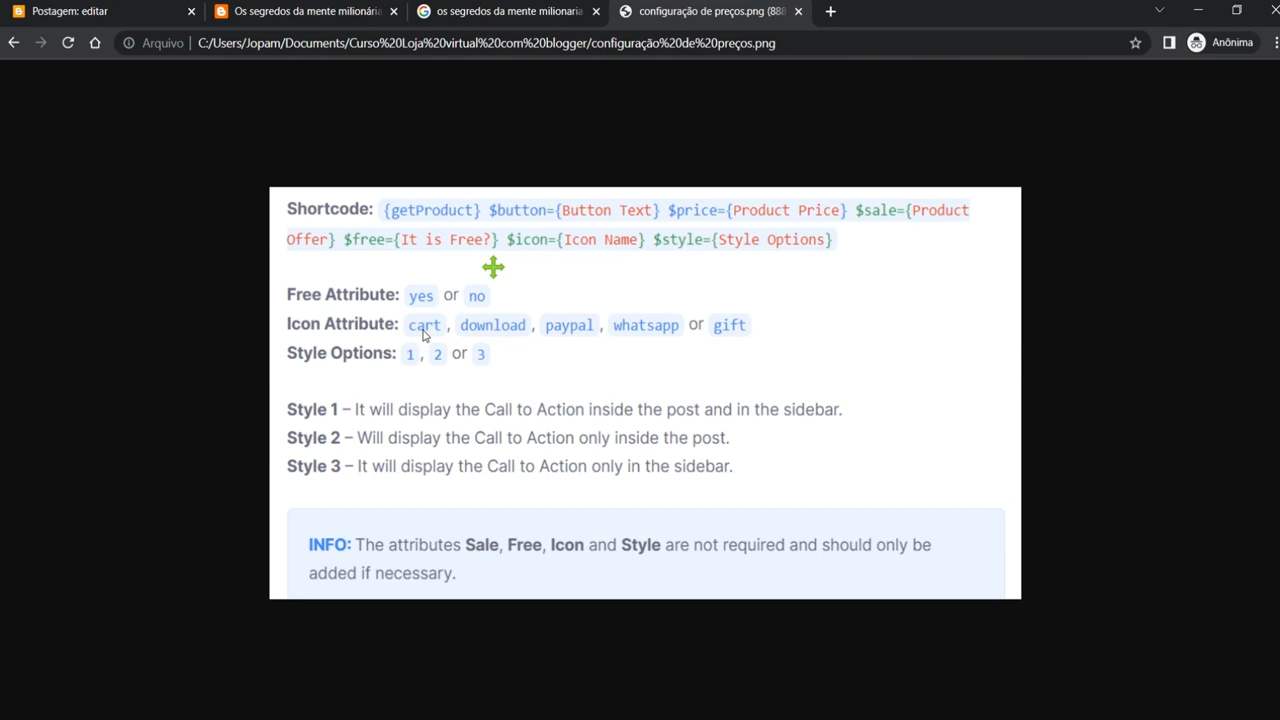 Postagem: editar
Os segredos da mente milionári
os segredos da mente milionaria
configuração de preços.png (888
Arquivo
C:/Users/Jopam/Documents/Curso%20Loja%20virtual%20com%20blogger/configuração%20de%20preços.png
Anônima
Shortcode: {getProduct} $button={Button Text} $price={Product Price} $sale={Product
Offer} $free={It is Free?} $icon={Icon Name} $style={Style Options}
Free Attribute: yes or no
Icon Attribute: cart, download, paypal, whatsapp or gift
Style Options: 1, 2 or 3
Style 1 – It will display the Call to Action inside the post and in the sidebar.
Style 2 – Will display the Call to Action only inside the post.
Style 3 – It will display the Call to Action only in the sidebar.
INFO: The attributes Sale, Free, Icon and Style are not required and should only be
added if necessary.